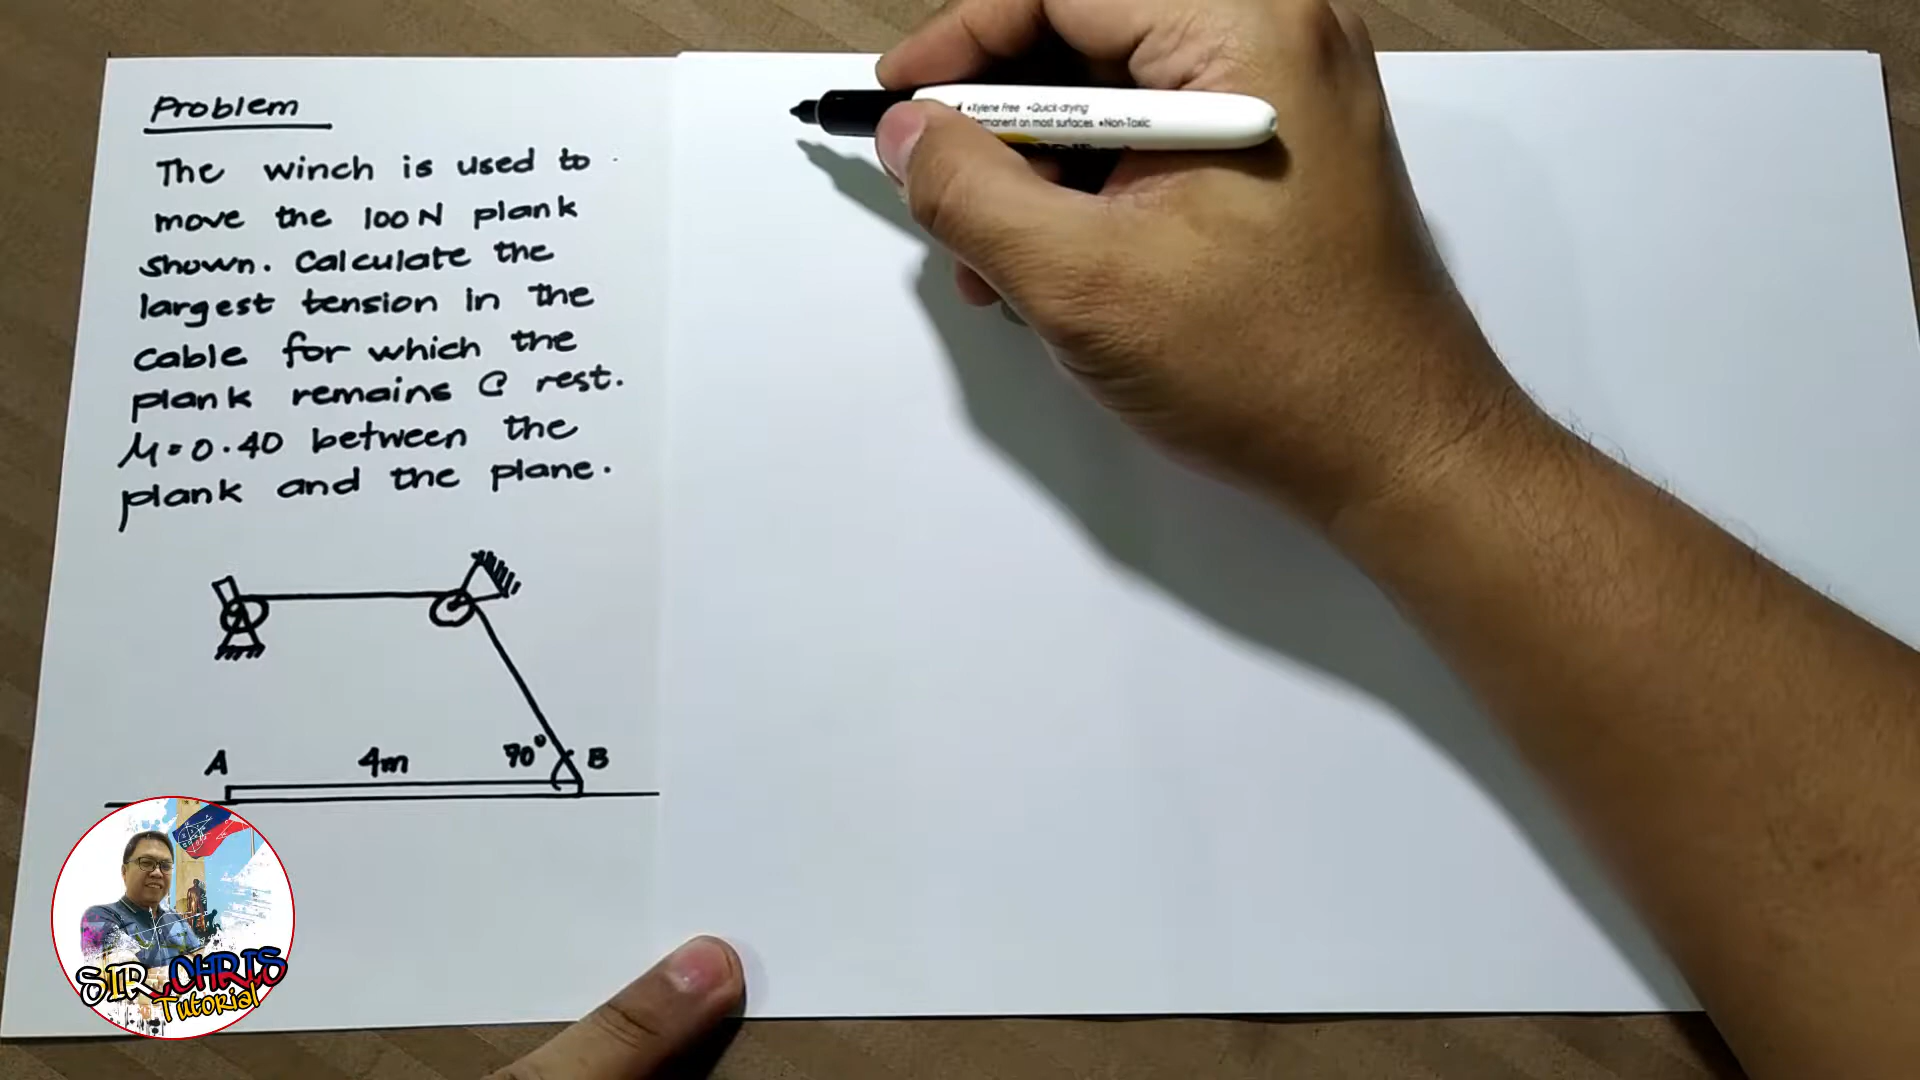 Problem
The winch is used to
move the 100N plank
shown. Calculate the
largest tension in the
cable for which the
plank remains @ rest.
μ=0.40 between the
plank and the plane.
A 4m 70° B
•Xylene Free •Quick-drying
ermanent on most surfaces. •Non-Toxic
SIR CHRIS
Tutorial